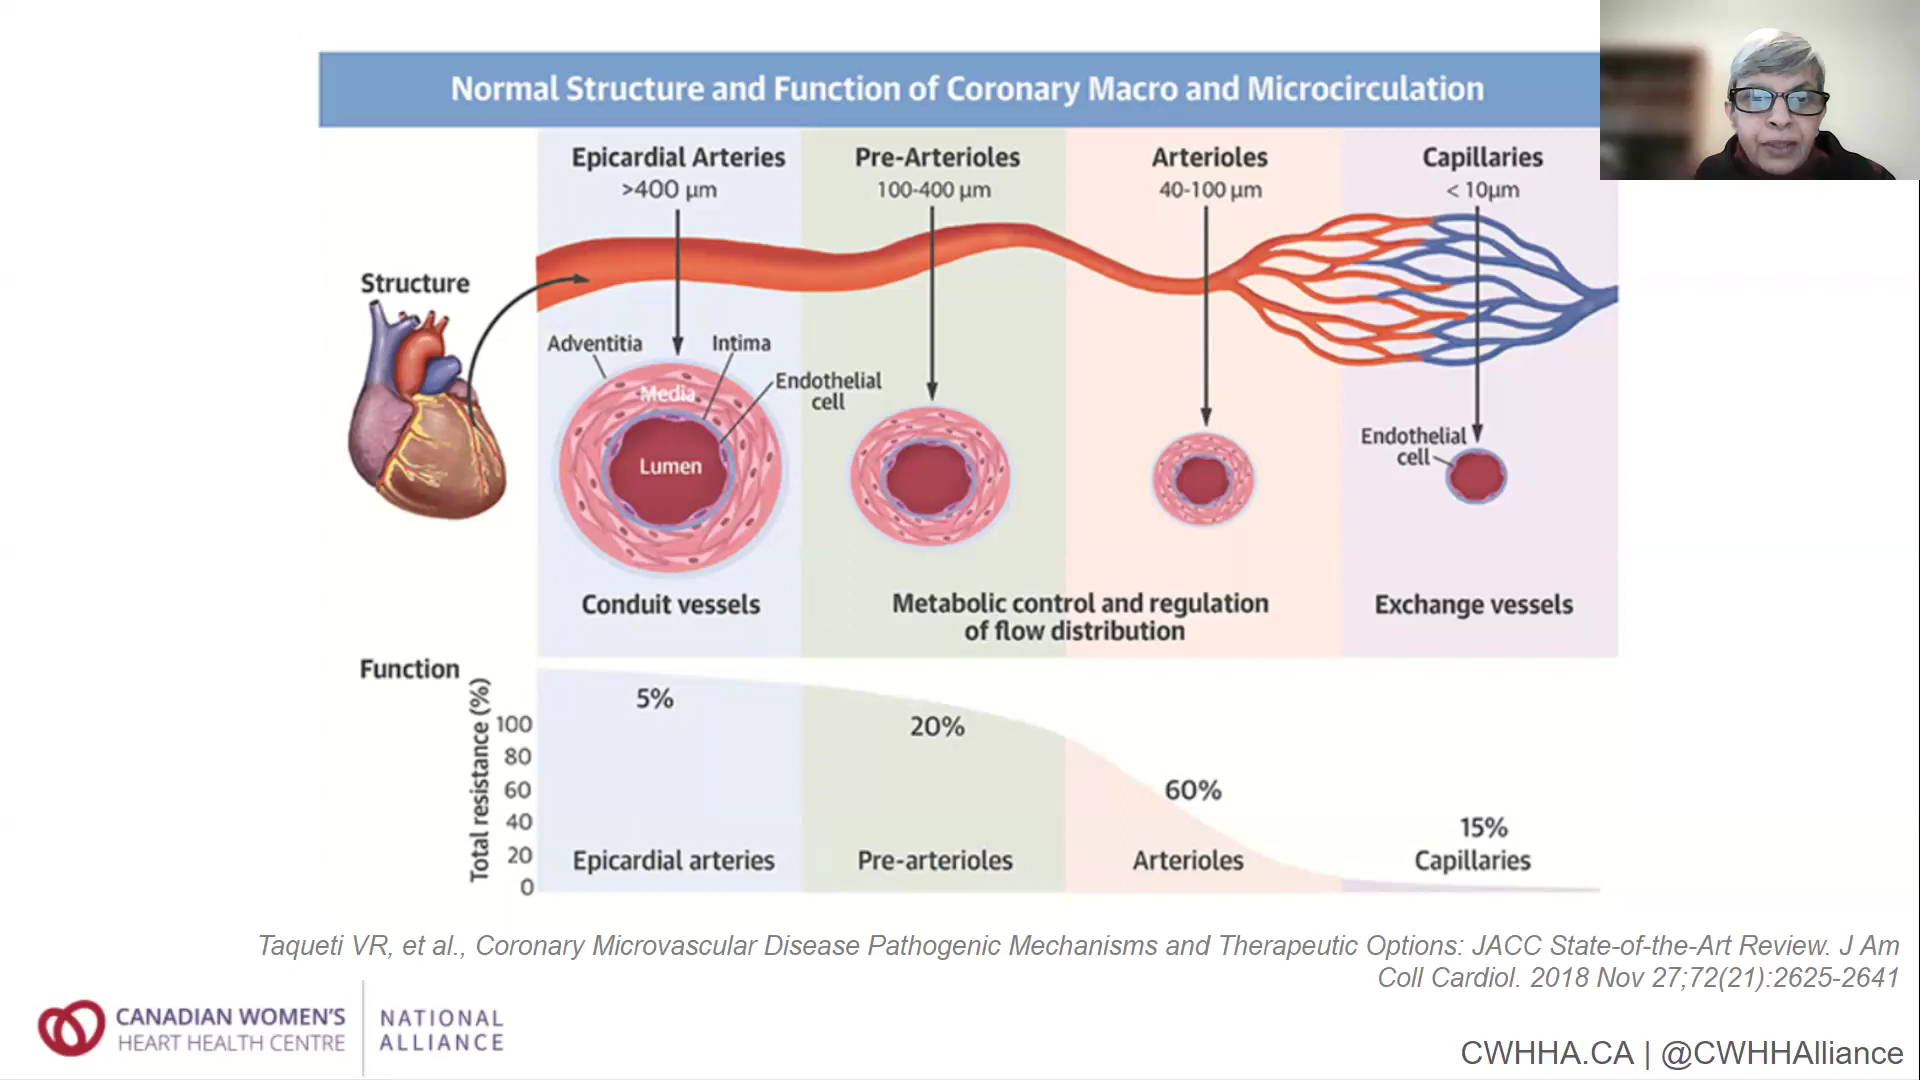 Normal Structure and Function of Coronary Macro and Microcirculation
Epicardial Arteries
>400 µm
Pre-Arterioles
100-400 µm
Arterioles
40-100 µm
Capillaries
< 10µm
Structure
Adventitia
Intima
Media
Endothelial
cell
Lumen
Endothelial
cell
Conduit vessels
Metabolic control and regulation
of flow distribution
Exchange vessels
Function
Total resistance (%)
100
80
60
40
20
0
5%
20%
60%
15%
Epicardial arteries
Pre-arterioles
Arterioles
Capillaries
Taqueti VR, et al., Coronary Microvascular Disease Pathogenic Mechanisms and Therapeutic Options: JACC State-of-the-Art Review. J Am
Coll Cardiol. 2018 Nov 27;72(21):2625-2641
CANADIAN WOMEN'S
HEART HEALTH CENTRE
NATIONAL
ALLIANCE
CWHHA.CA | @CWHHAlliance